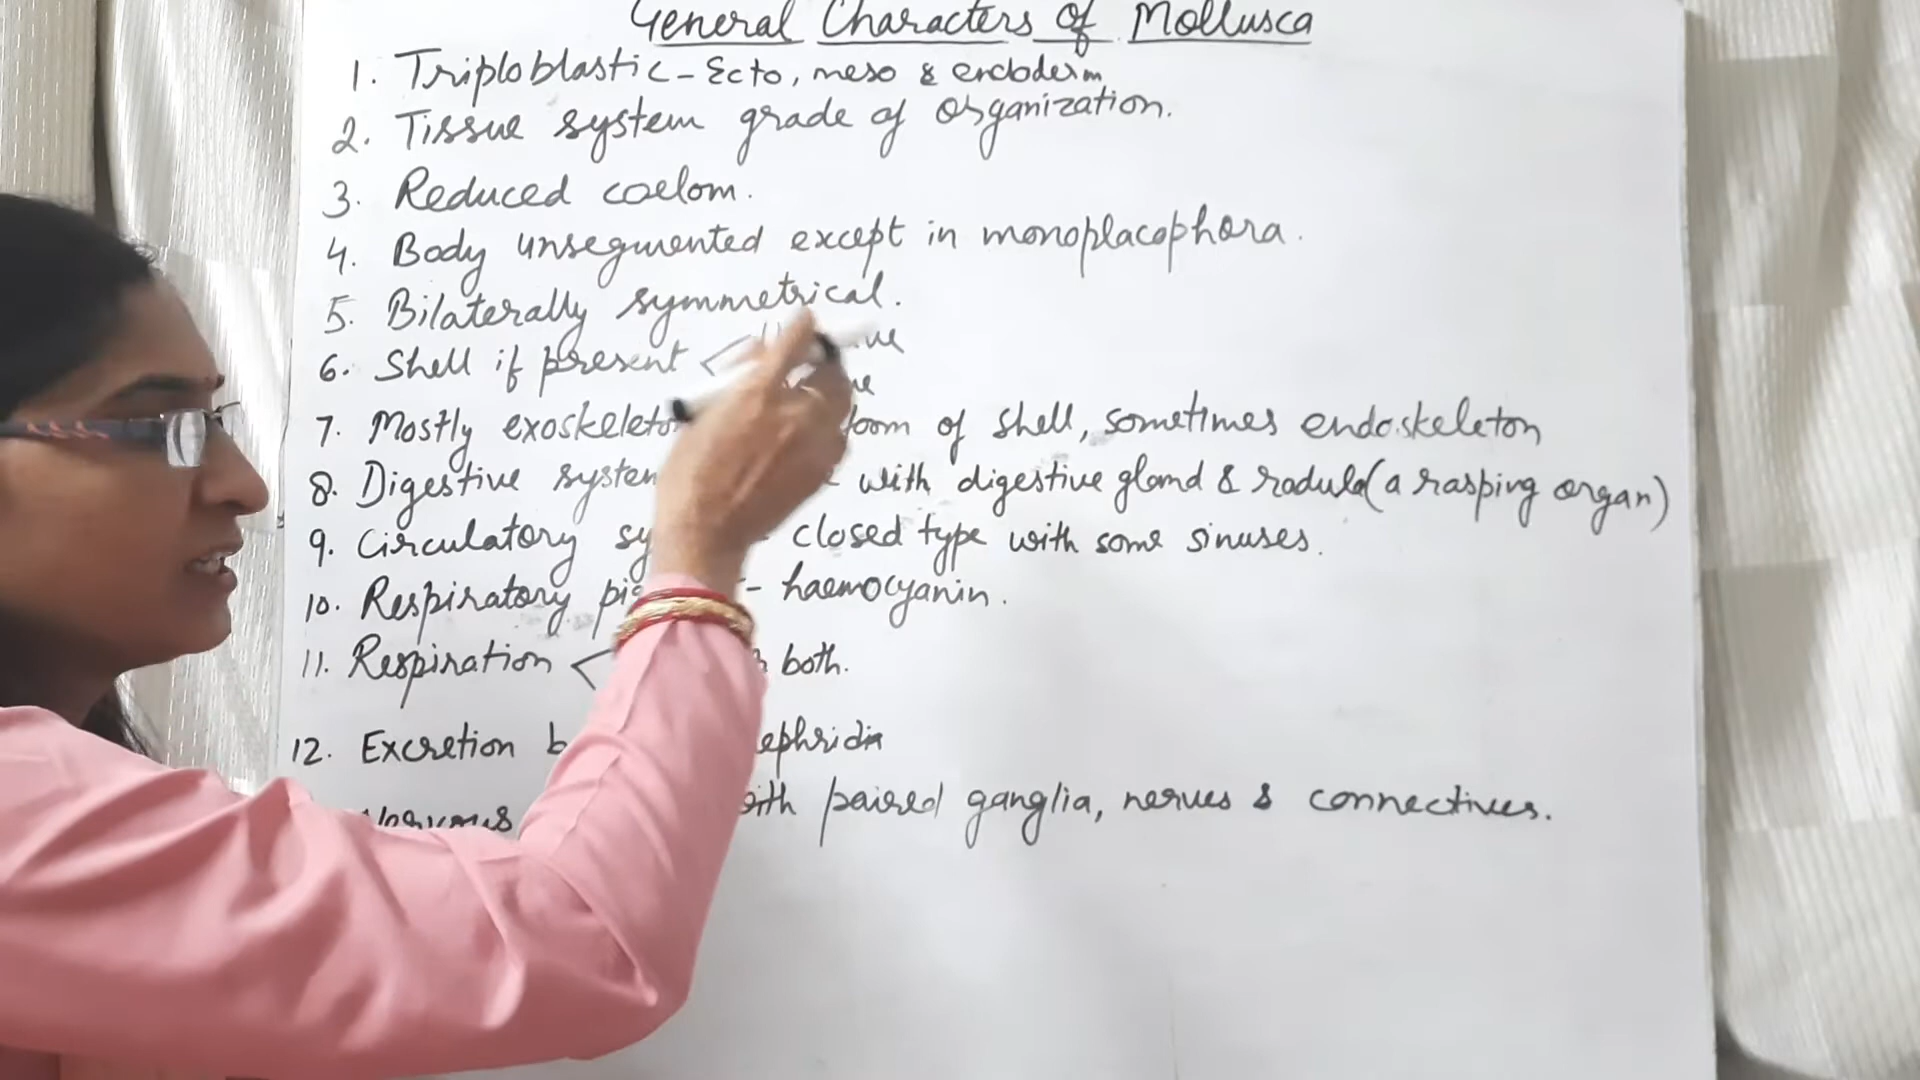 General Characters of Mollusca
1. Triploblastic - Ecto, meso & endoderm
2. Tissue system grade of organization.
3. Reduced coelom.
4. Body unsegmented except in monoplacophora.
5. Bilaterally symmetrical.
6. Shell if present <
7. Mostly of shell, sometimes endoskeleton
8. Digestive with digestive gland & radula (a rasping organ)
9. Circulatory closed type with some sinuses.
10. Respiratory - haemocyanin.
11. Respiration < both.
12. Excretion
paired ganglia, nerves & connectives.